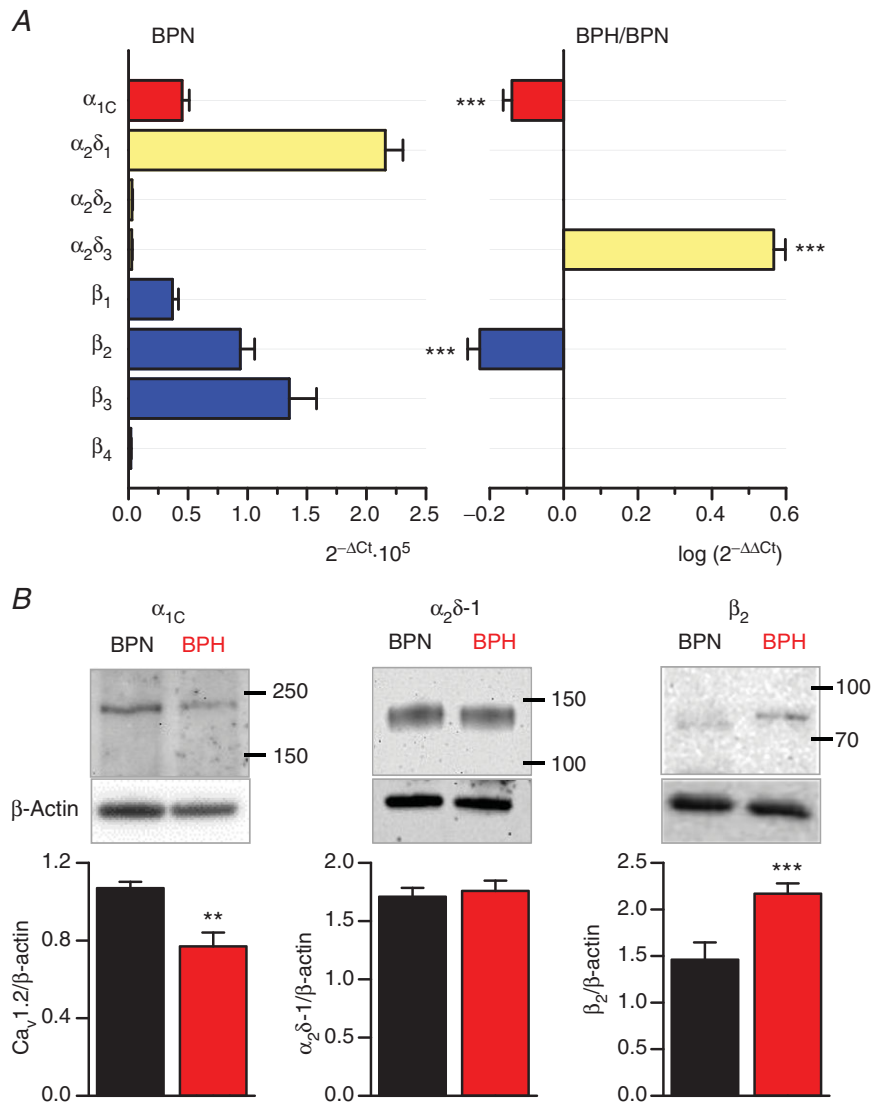 A
BPN BPH/BPN
α1C ***
α2δ1
α2δ2
α2δ3 ***
β1
β2 ***
β3
β4
0.0 0.5 1.0 1.5 2.0 2.5 −0.2 0.0 0.2 0.4 0.6
2−ΔCt·105 log (2−ΔΔCt)
B
α1C α2δ-1 β2
BPN BPH BPN BPH BPN BPH
250 150 100
150 100 70
β-Actin
1.2 2.0 2.5
0.8 1.5 2.0
0.4 1.0 1.5
0.0 0.5 1.0
0.0 0.5
0.0
** ***
Cav1.2/β-actin α2δ-1/β-actin β2/β-actin